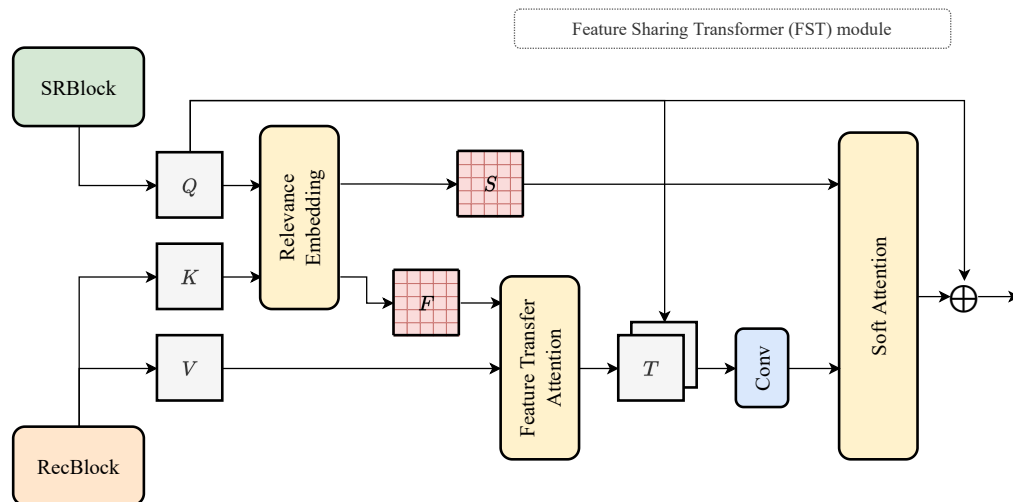 Feature Sharing Transformer (FST) module
SRBlock
Q
Relevance
Embedding
S
K
F
V
Feature Transfer
Attention
T
Conv
Soft Attention
RecBlock